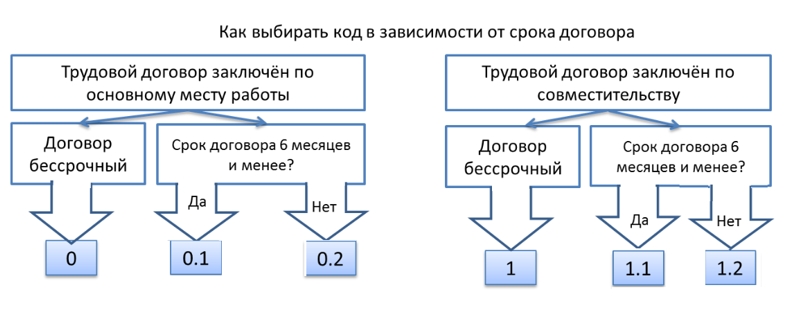 Как выбирать код в зависимости от срока договора
Трудовой договор заключён по
основному месту работы
Договор
бессрочный
Срок договора 6 месяцев
и менее?
Да
Нет
0
0.1
0.2
Трудовой договор заключён по
совместительству
Договор
бессрочный
Срок договора 6
месяцев и менее?
Да
Нет
1
1.1
1.2